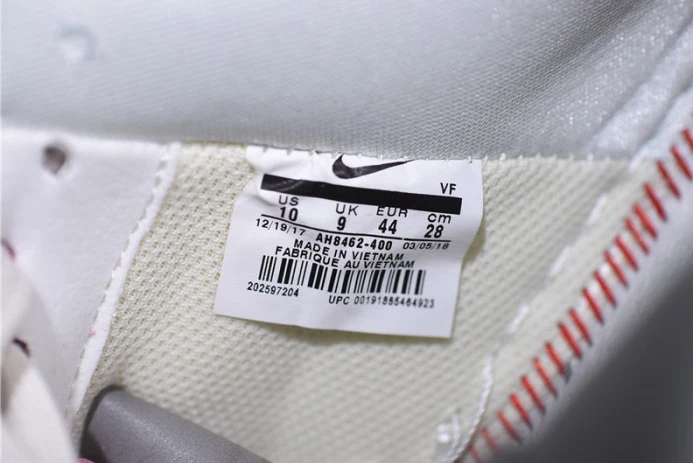 VF
US UK EUR cm
10 9 44 28
12/19/17 AH8462-400 03/05/18
MADE IN VIETNAM
FABRIQUE AU VIETNAM
202597204 UPC 00191885464923